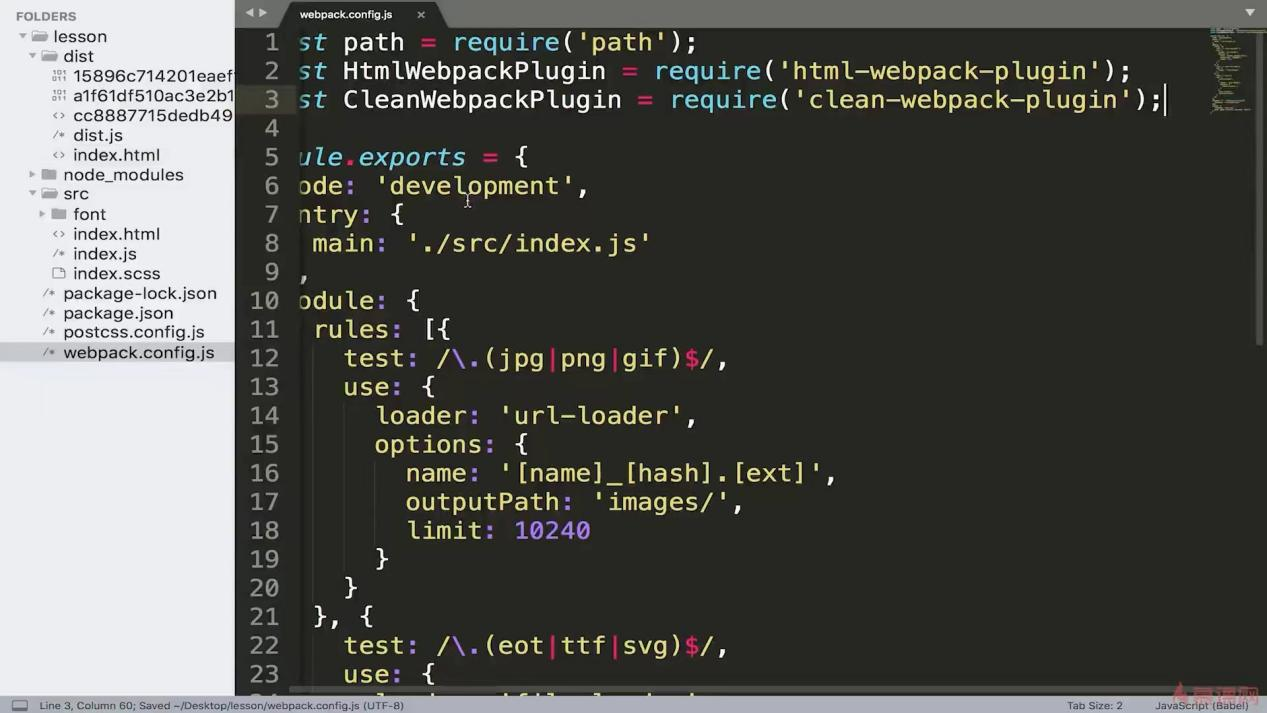 FOLDERS
lesson
dist
15896c714201eaef
a1f61df510ac3e2b1
cc8887715dedb49
dist.js
index.html
node_modules
src
font
index.html
index.js
index.scss
package-lock.json
package.json
postcss.config.js
webpack.config.js
webpack.config.js ×
1 st path = require('path');
2 st HtmlWebpackPlugin = require('html-webpack-plugin');
3 st CleanWebpackPlugin = require('clean-webpack-plugin');
4
5 ule.exports = {
6 ode: 'development',
7 ntry: {
8 main: './src/index.js'
9 ,
10 odule: {
11 rules: [{
12 test: /\.(jpg|png|gif)$/,
13 use: {
14 loader: 'url-loader',
15 options: {
16 name: '[name]_[hash].[ext]',
17 outputPath: 'images/',
18 limit: 10240
19 }
20 }
21 }, {
22 test: /\.(eot|ttf|svg)$/,
23 use: {
Line 3, Column 60; Saved ~/Desktop/lesson/webpack.config.js (UTF-8)
Tab Size: 2
JavaScript (Babel)
慕课网